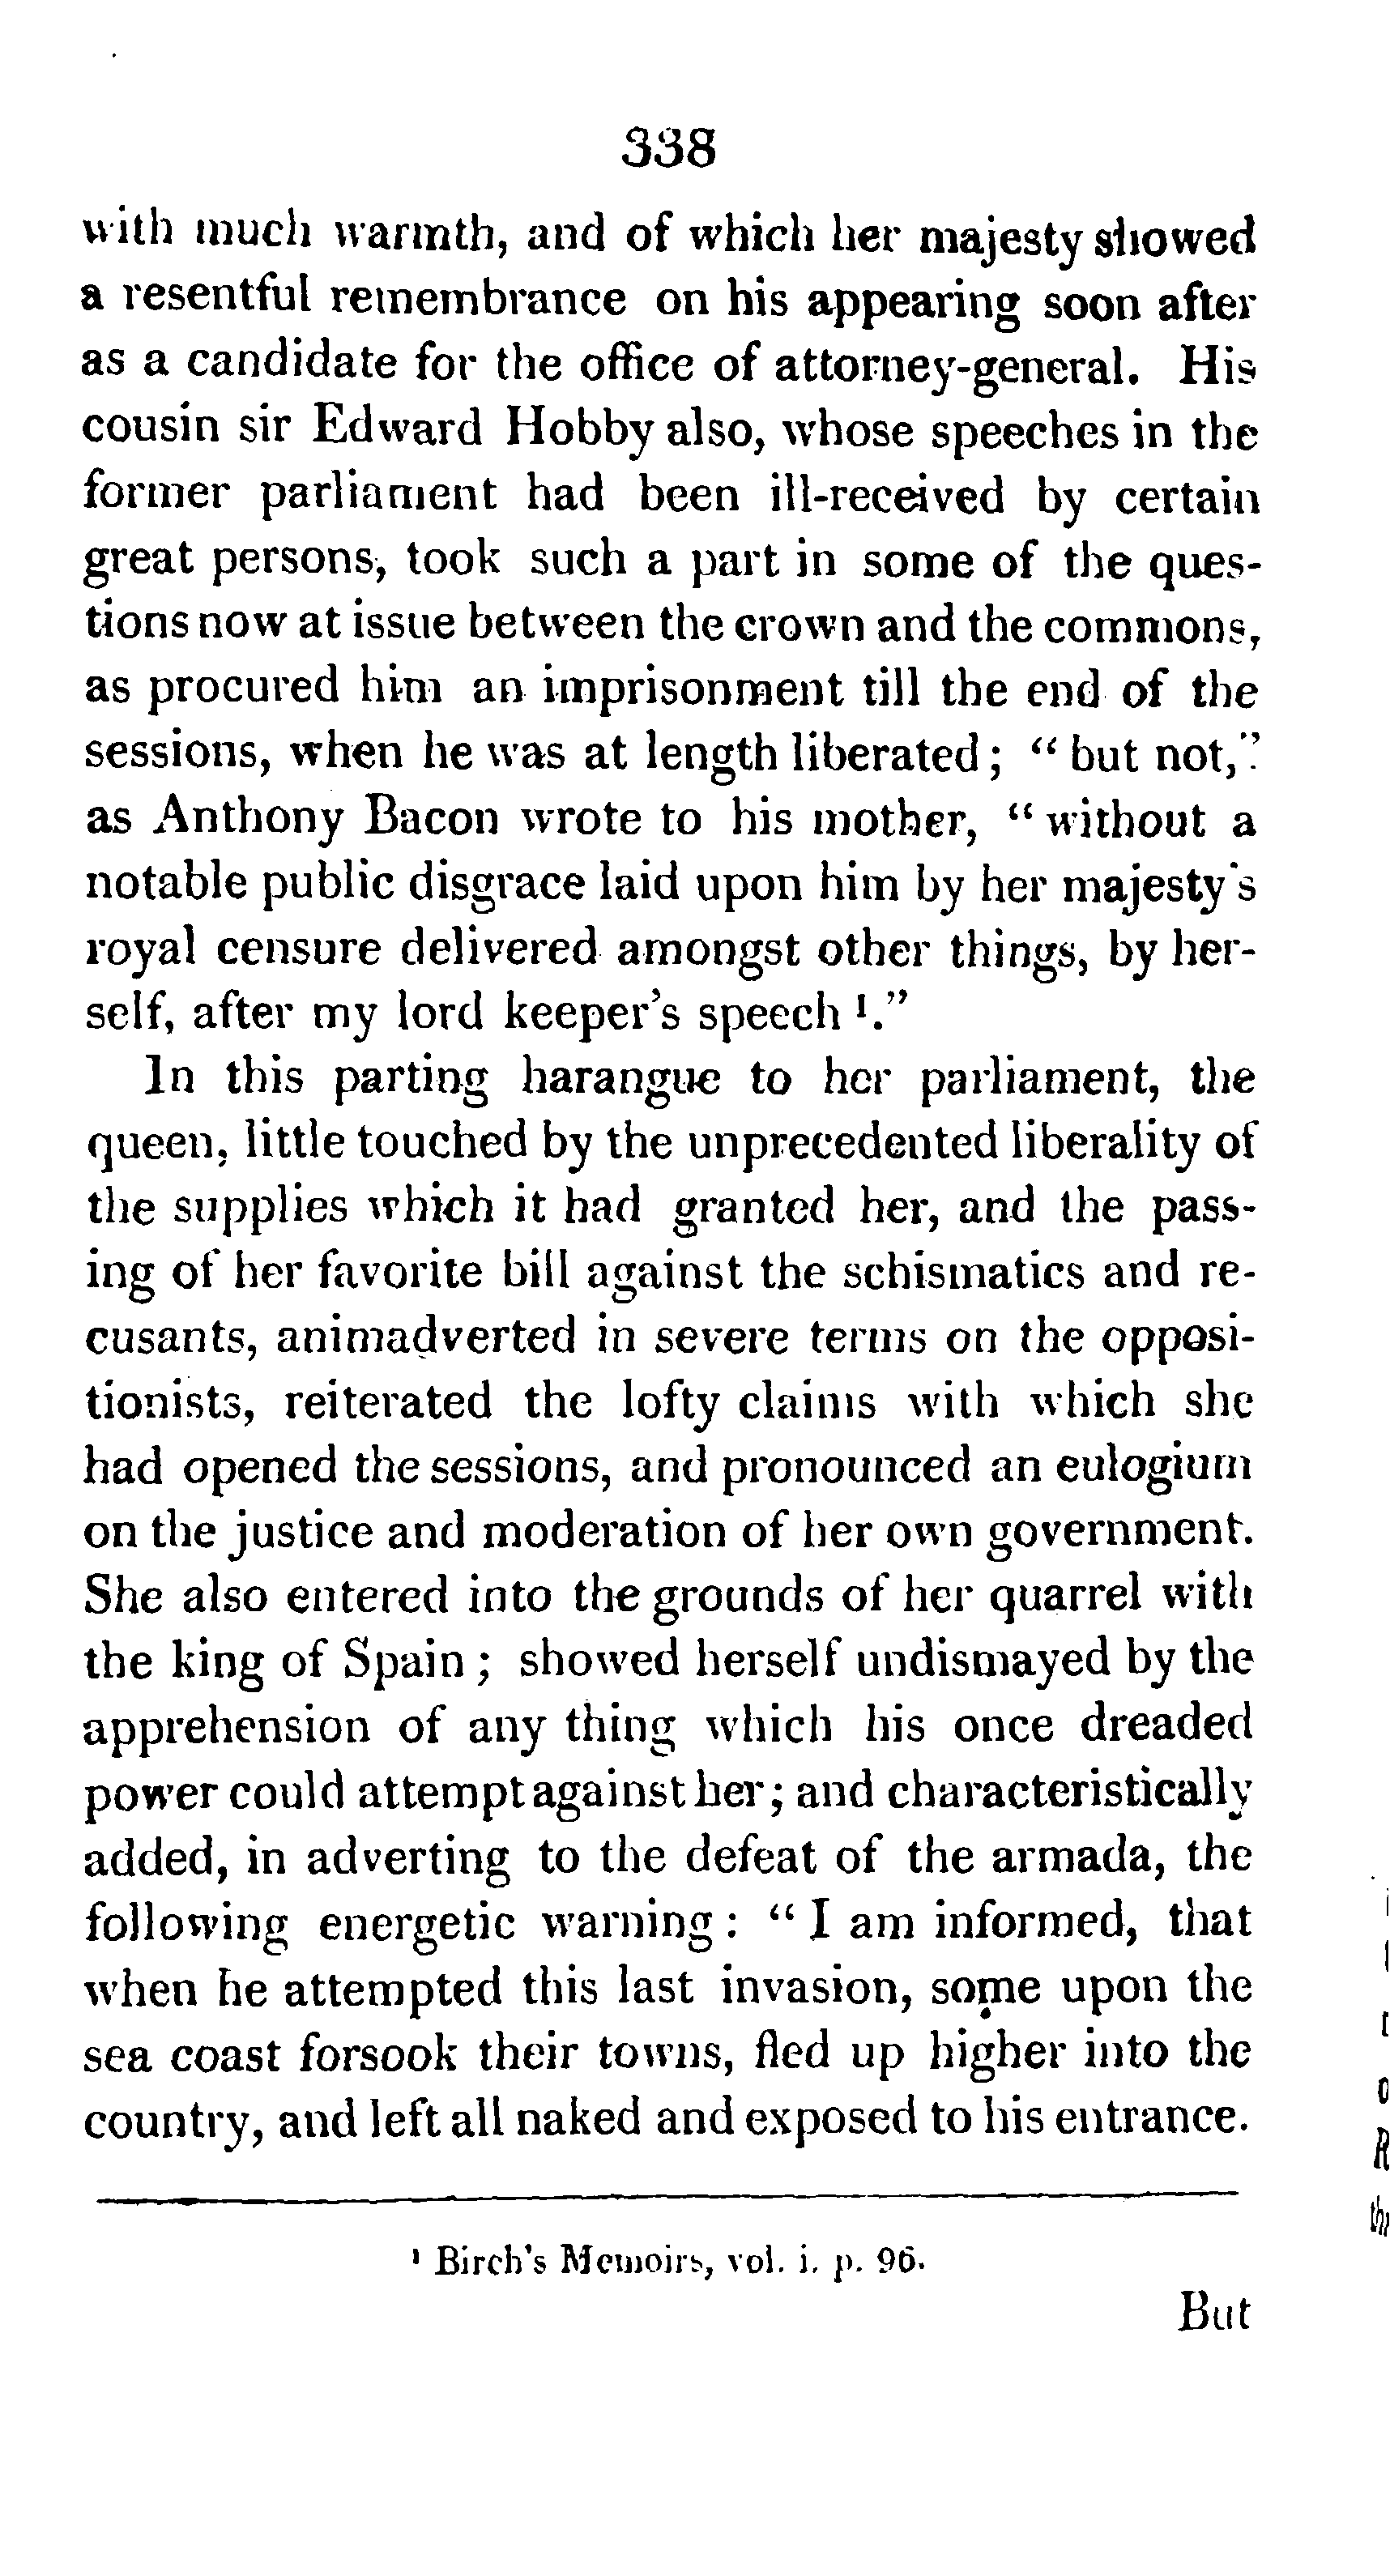 338
with much warmth, and of which her majesty showed
a resentful remembrance on his appearing soon after
as a candidate for the office of attorney-general. His
cousin sir Edward Hobby also, whose speeches in the
former parliament had been ill-received by certain
great persons, took such a part in some of the ques-
tions now at issue between the crown and the commons,
as procured him an imprisonment till the end of the
sessions, when he was at length liberated; “ but not,”
as Anthony Bacon wrote to his mother, “ without a
notable public disgrace laid upon him by her majesty's
royal censure delivered amongst other things, by her-
self, after my lord keeper's speech ¹.”
In this parting harangue to her parliament, the
queen, little touched by the unprecedented liberality of
the supplies which it had granted her, and the pass-
ing of her favorite bill against the schismatics and re-
cusants, animadverted in severe terms on the opposi-
tionists, reiterated the lofty claims with which she
had opened the sessions, and pronounced an eulogium
on the justice and moderation of her own government.
She also entered into the grounds of her quarrel with
the king of Spain; showed herself undismayed by the
apprehension of any thing which his once dreaded
power could attempt against her; and characteristically
added, in adverting to the defeat of the armada, the
following energetic warning: “ I am informed, that
when he attempted this last invasion, some upon the
sea coast forsook their towns, fled up higher into the
country, and left all naked and exposed to his entrance.
¹ Birch's Memoirs, vol. i. p. 96.
But